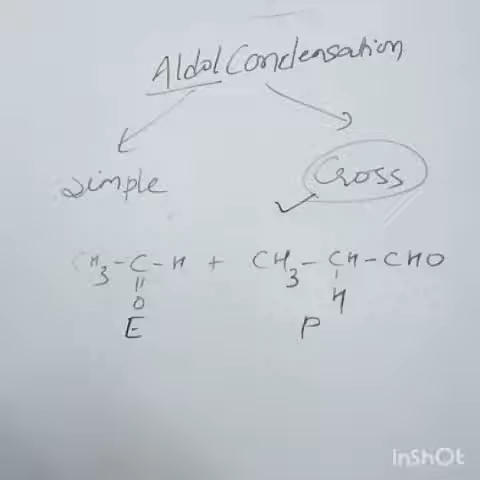 Aldol Condensation
Simple
Cross
CH3-C-H + CH3-CH-CHO
O H
E P
InShOt